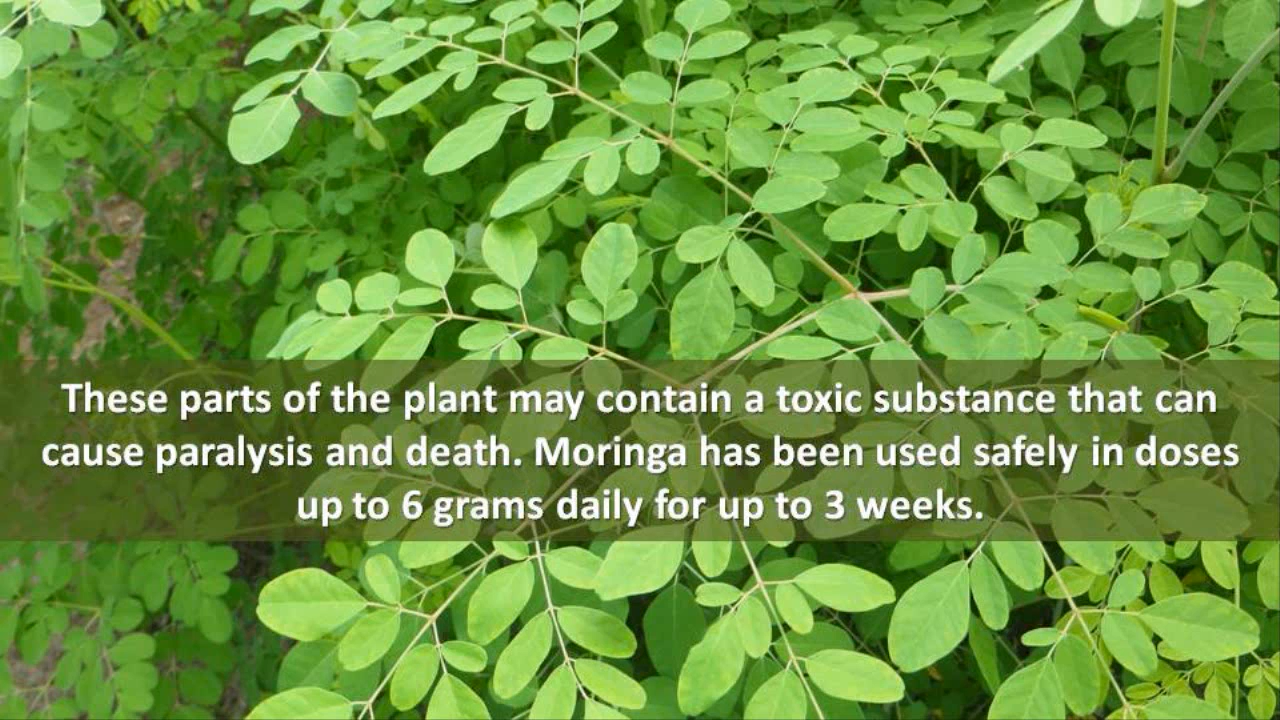 These parts of the plant may contain a toxic substance that can
cause paralysis and death. Moringa has been used safely in doses
up to 6 grams daily for up to 3 weeks.